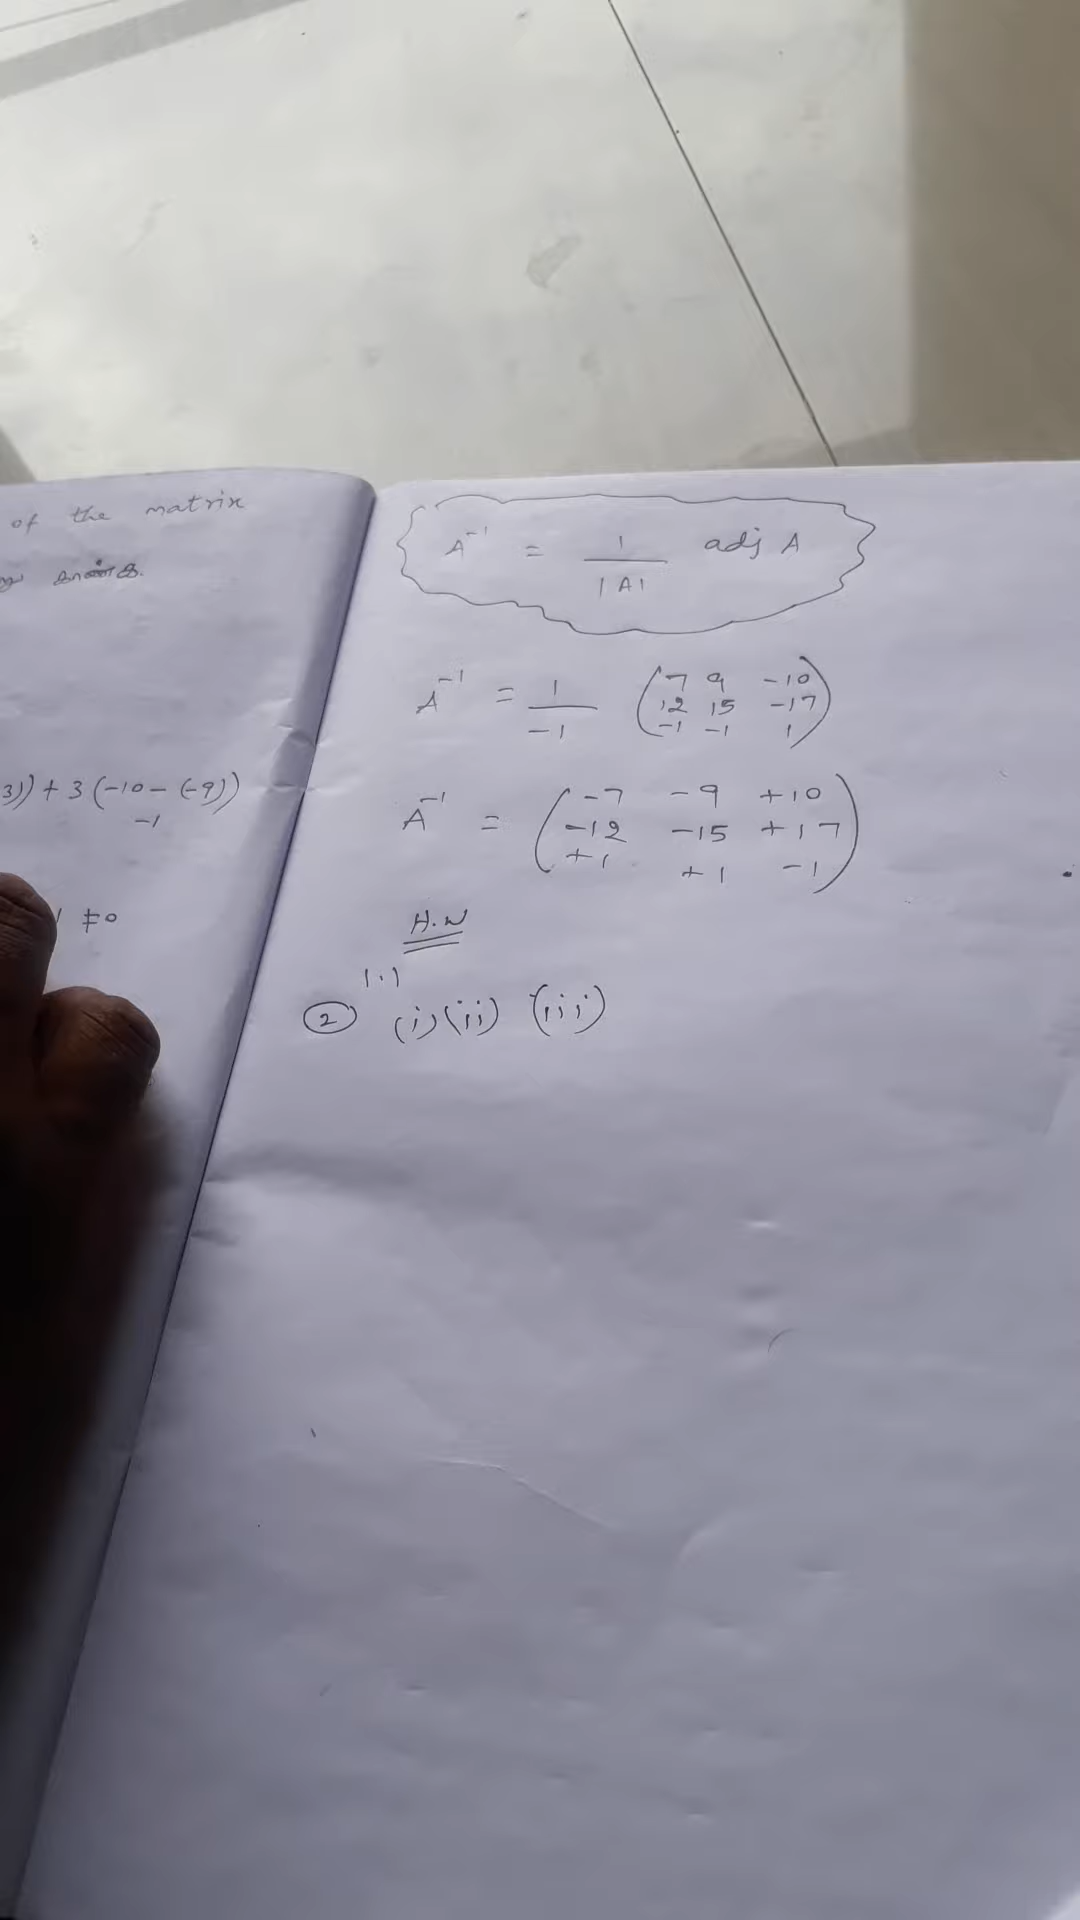 of the matrix
காண்க.
3)) + 3 (-10 - (-9))
-1
≠0
A⁻¹ = 1/|A| adj A
A⁻¹ = 1/-1 (7 9 -10
12 15 -17
-1 -1 1)
A⁻¹ = (-7 -9 +10
-12 -15 +17
+1 +1 -1)
H.W
1.1
2 (i) (ii) (iii)